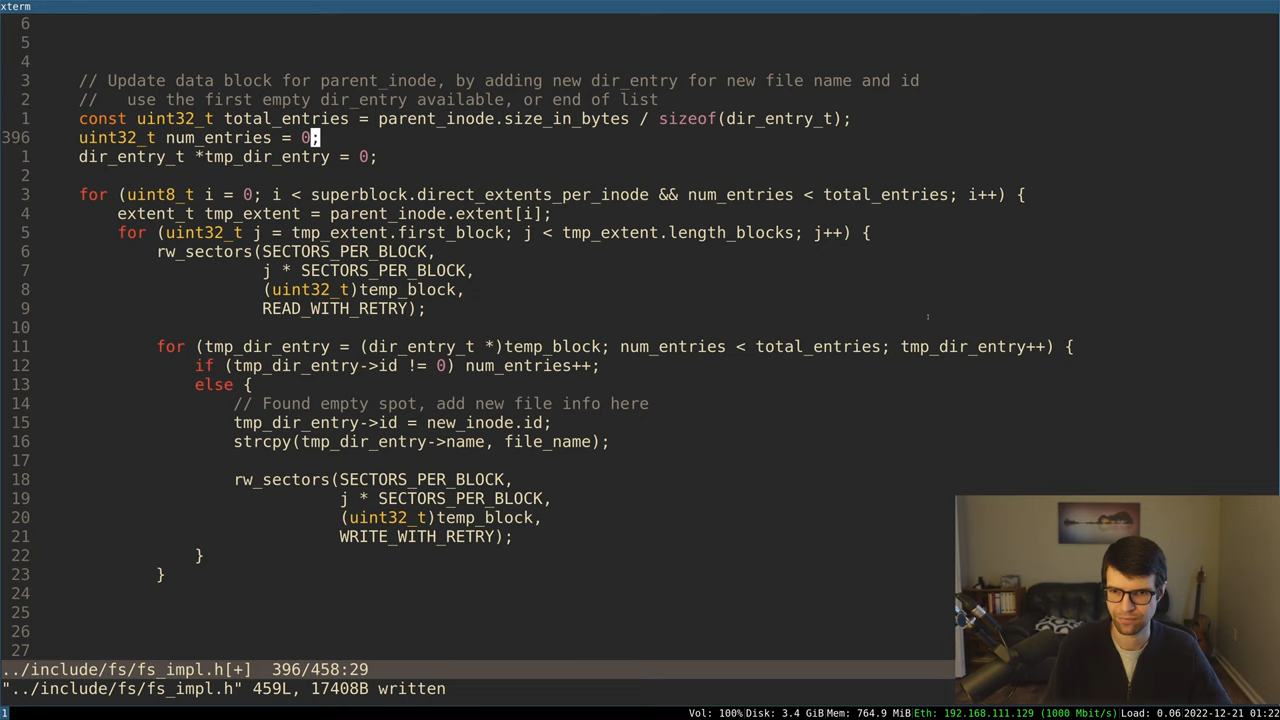 xterm
6
5
4
3 // Update data block for parent_inode, by adding new dir_entry for new file name and id
2 //   use the first empty dir_entry available, or end of list
1 const uint32_t total_entries = parent_inode.size_in_bytes / sizeof(dir_entry_t);
396 uint32_t num_entries = 0;
1 dir_entry_t *tmp_dir_entry = 0;
2
3 for (uint8_t i = 0; i < superblock.direct_extents_per_inode && num_entries < total_entries; i++) {
4 extent_t tmp_extent = parent_inode.extent[i];
5 for (uint32_t j = tmp_extent.first_block; j < tmp_extent.length_blocks; j++) {
6 rw_sectors(SECTORS_PER_BLOCK,
7 j * SECTORS_PER_BLOCK,
8 (uint32_t)temp_block,
9 READ_WITH_RETRY);
10
11 for (tmp_dir_entry = (dir_entry_t *)temp_block; num_entries < total_entries; tmp_dir_entry++) {
12 if (tmp_dir_entry->id != 0) num_entries++;
13 else {
14 // Found empty spot, add new file info here
15 tmp_dir_entry->id = new_inode.id;
16 strcpy(tmp_dir_entry->name, file_name);
17
18 rw_sectors(SECTORS_PER_BLOCK,
19 j * SECTORS_PER_BLOCK,
20 (uint32_t)temp_block,
21 WRITE_WITH_RETRY);
22 }
23 }
24
25
26
27
../include/fs/fs_impl.h[+]  396/458:29
"../include/fs/fs_impl.h" 459L, 17408B written
1 Vol: 100% Disk: 3.4 GiB Mem: 764.9 MiB Eth: 192.168.111.129 (1000 Mbit/s) Load: 0.06 2022-12-21 01:22